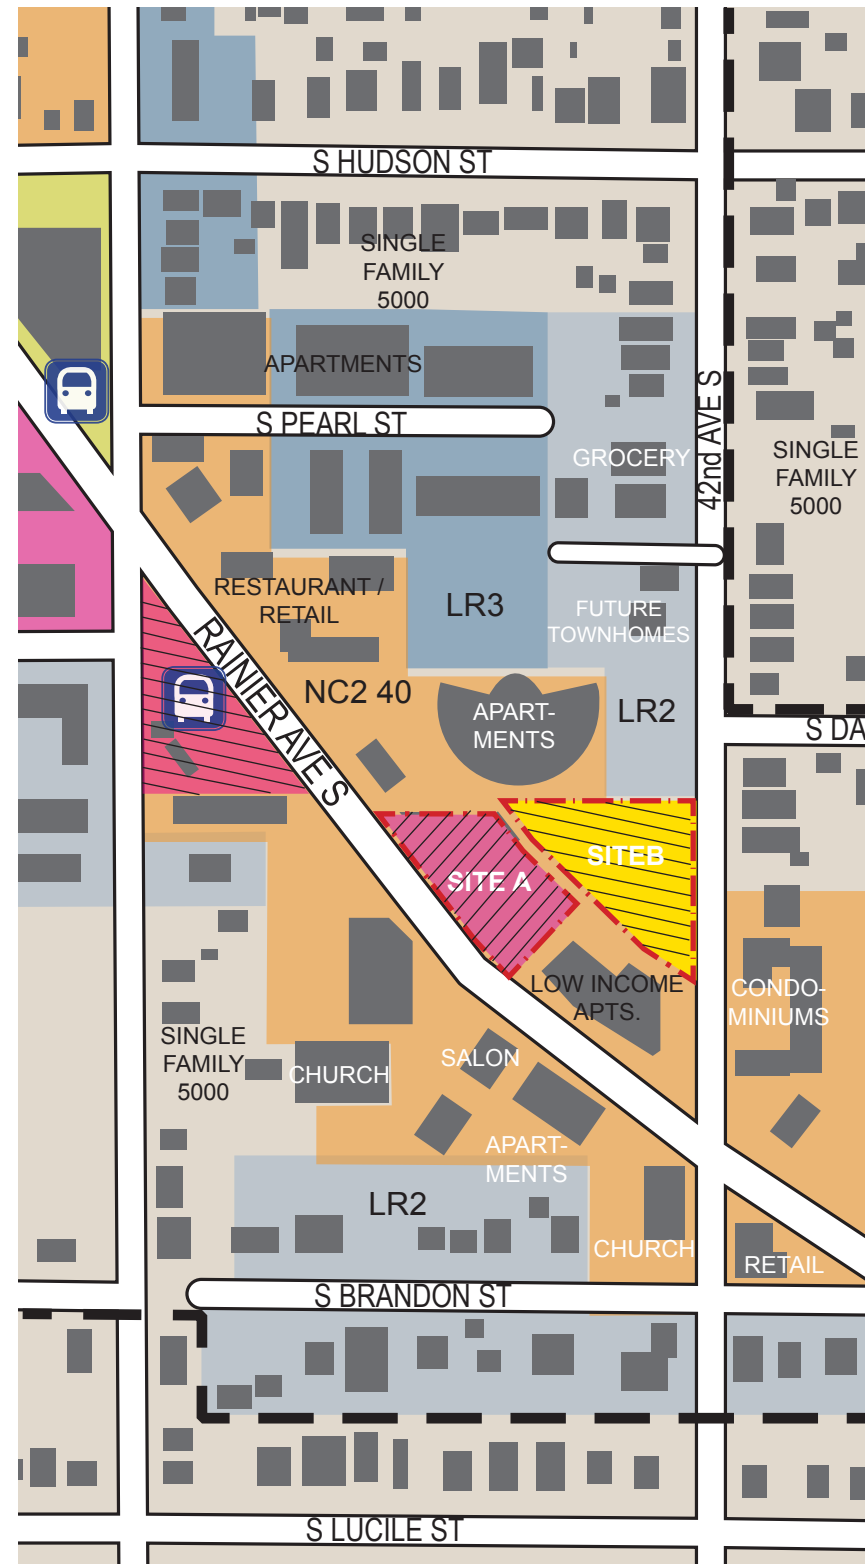 S HUDSON ST
SINGLE
FAMILY
5000
APARTMENTS
S PEARL ST
42nd AVE S
GROCERY
SINGLE
FAMILY
5000
RESTAURANT /
RETAIL
LR3
FUTURE
TOWNHOMES
RAINIER AVE S
NC2 40
APART-
MENTS
LR2
S DA
SITE A
SITEB
LOW INCOME
APTS.
CONDO-
MINIUMS
SINGLE
FAMILY
5000
CHURCH
SALON
APART-
MENTS
LR2
CHURCH
RETAIL
S BRANDON ST
S LUCILE ST